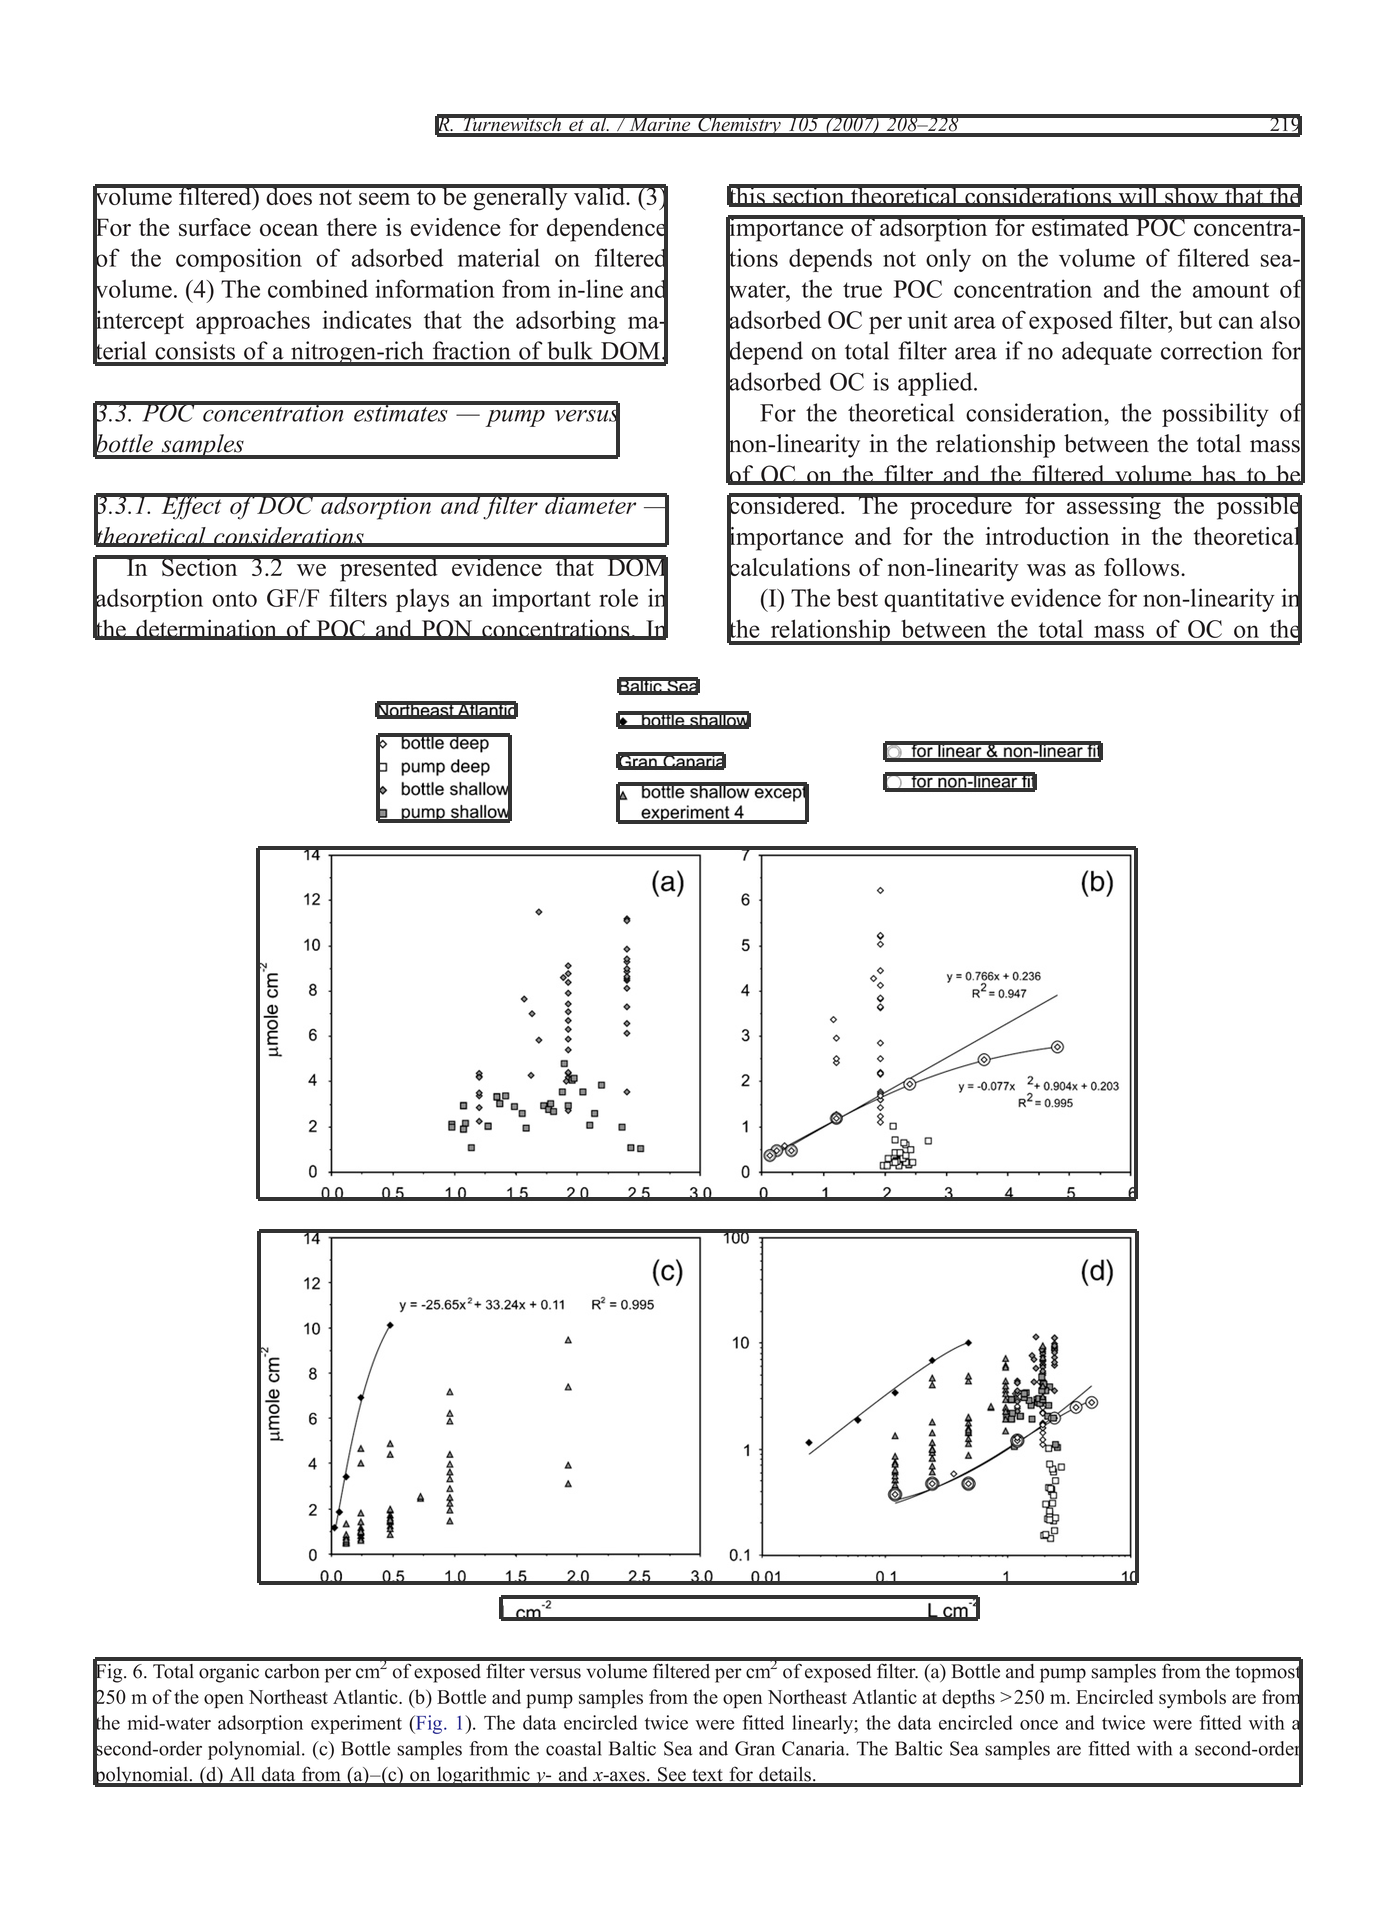 R. Turnewitsch et al. / Marine Chemistry 105 (2007) 208–228 219
volume filtered) does not seem to be generally valid. (3)
For the surface ocean there is evidence for dependence
of the composition of adsorbed material on filtered
volume. (4) The combined information from in-line and
intercept approaches indicates that the adsorbing ma-
terial consists of a nitrogen-rich fraction of bulk DOM.
3.3. POC concentration estimates — pump versus
bottle samples
3.3.1. Effect of DOC adsorption and filter diameter —
theoretical considerations
In Section 3.2 we presented evidence that DOM
adsorption onto GF/F filters plays an important role in
the determination of POC and PON concentrations. In
this section theoretical considerations will show that the
importance of adsorption for estimated POC concentra-
tions depends not only on the volume of filtered sea-
water, the true POC concentration and the amount of
adsorbed OC per unit area of exposed filter, but can also
depend on total filter area if no adequate correction for
adsorbed OC is applied.
For the theoretical consideration, the possibility of
non-linearity in the relationship between the total mass
of OC on the filter and the filtered volume has to be
considered. The procedure for assessing the possible
importance and for the introduction in the theoretical
calculations of non-linearity was as follows.
(I) The best quantitative evidence for non-linearity in
the relationship between the total mass of OC on the
Northeast Atlantic
bottle deep
pump deep
bottle shallow
pump shallow
Baltic Sea
bottle shallow
Gran Canaria
bottle shallow except
experiment 4
for linear & non-linear fit
for non-linear fit
(a)
14
12
10
8
6
4
2
0
µmole cm-2
0.0 0.5 1.0 1.5 2.0 2.5 3.0
(b)
7
6
5
4
3
2
1
0
y = 0.766x + 0.236
R2 = 0.947
y = -0.077x 2 + 0.904x + 0.203
R2 = 0.995
0 1 2 3 4 5 6
(c)
14
12
10
8
6
4
2
0
µmole cm-2
y = -25.65x2 + 33.24x + 0.11 R2 = 0.995
0.0 0.5 1.0 1.5 2.0 2.5 3.0
(d)
100
10
1
0.1
0.01 0.1 1 10
cm-2 L cm-2
Fig. 6. Total organic carbon per cm2 of exposed filter versus volume filtered per cm2 of exposed filter. (a) Bottle and pump samples from the topmost
250 m of the open Northeast Atlantic. (b) Bottle and pump samples from the open Northeast Atlantic at depths >250 m. Encircled symbols are from
the mid-water adsorption experiment (Fig. 1). The data encircled twice were fitted linearly; the data encircled once and twice were fitted with a
second-order polynomial. (c) Bottle samples from the coastal Baltic Sea and Gran Canaria. The Baltic Sea samples are fitted with a second-order
polynomial. (d) All data from (a)–(c) on logarithmic y- and x-axes. See text for details.